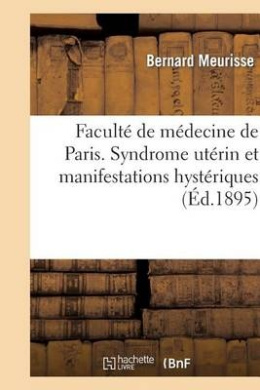 Bernard Meurisse
Faculté de médecine de
Paris. Syndrome utérin et
manifestations hystériques
(Éd.1895)
hachette
LIVRE
{BnF